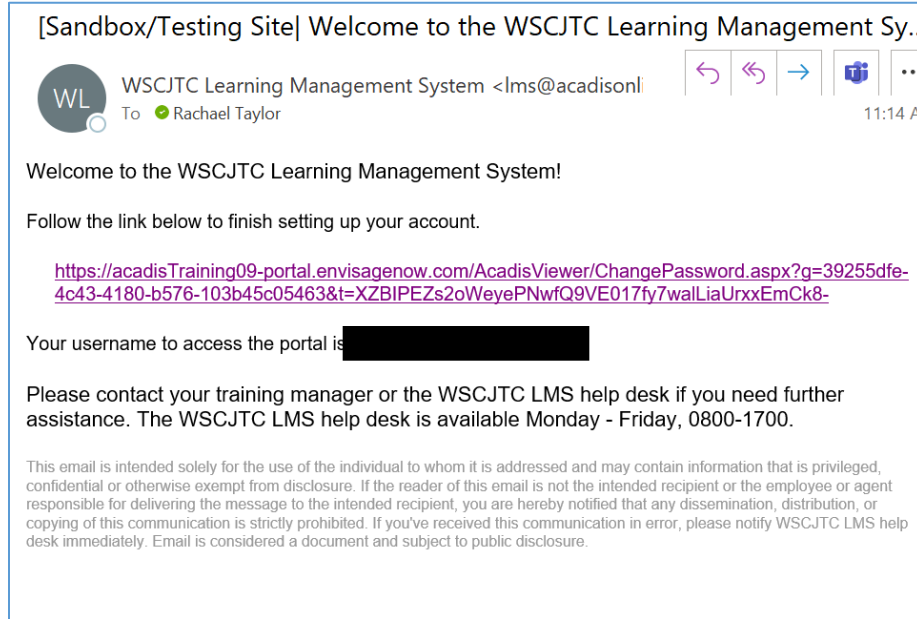 [Sandbox/Testing Site| Welcome to the WSCJTC Learning Management Sy...
WL
WSCJTC Learning Management System <lms@acadisonli
To Rachael Taylor
11:14 A
Welcome to the WSCJTC Learning Management System!
Follow the link below to finish setting up your account.
https://acadisTraining09-portal.envisagenow.com/AcadisViewer/ChangePassword.aspx?g=39255dfe-
4c43-4180-b576-103b45c05463&t=XZBIPEZs2oWeyePNwfQ9VE017fy7walLiaUrxxEmCk8-
Your username to access the portal is
Please contact your training manager or the WSCJTC LMS help desk if you need further
assistance. The WSCJTC LMS help desk is available Monday - Friday, 0800-1700.
This email is intended solely for the use of the individual to whom it is addressed and may contain information that is privileged,
confidential or otherwise exempt from disclosure. If the reader of this email is not the intended recipient or the employee or agent
responsible for delivering the message to the intended recipient, you are hereby notified that any dissemination, distribution, or
copying of this communication is strictly prohibited. If you've received this communication in error, please notify WSCJTC LMS help
desk immediately. Email is considered a document and subject to public disclosure.